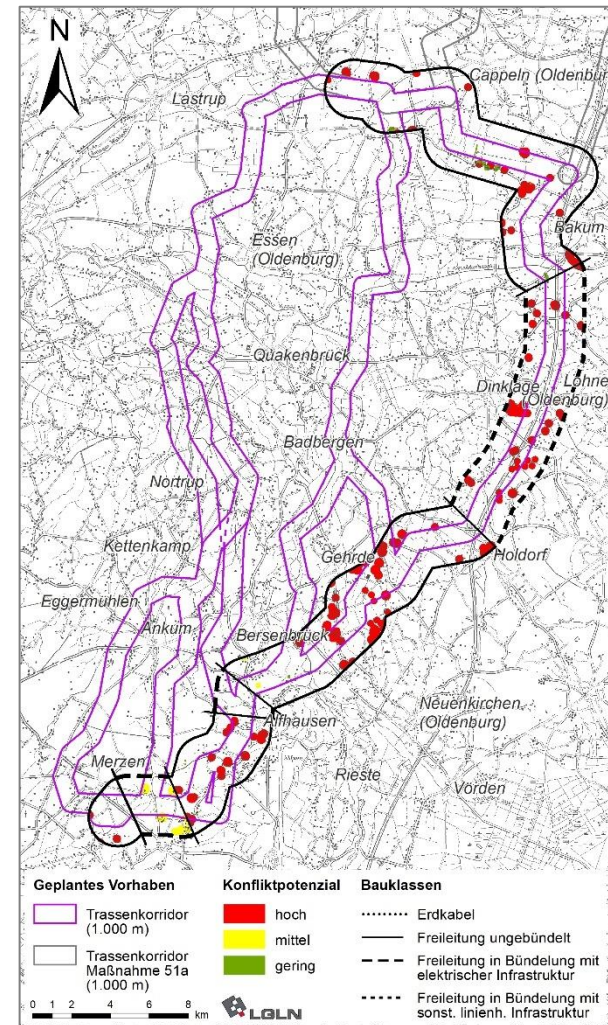 N
Cappeln (Oldenbur
Lastrup
Bakum
Essen
(Oldenburg)
Quakenbrück
Dinklage
Lohne
(Oldenburg)
Badbergen
Nortrup
Kettenkamp
Gehrde
Holdorf
Eggermühlen
Ankum
Bersenbrück
Neuenkirchen
(Oldenburg)
Alfhausen
Merzen
Rieste
Vörden
Geplantes Vorhaben
Trassenkorridor
(1.000 m)
Trassenkorridor
Maßnahme 51a
(1.000 m)
0 1 2 4 6 8
km
Konfliktpotenzial
hoch
mittel
gering
LGLN
Bauklassen
Erdkabel
Freileitung ungebündelt
Freileitung in Bündelung mit
elektrischer Infrastruktur
Freileitung in Bündelung mit
sonst. linienh. Infrastruktur